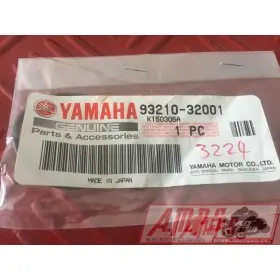 YAMAHA 93210-32001
K150306A
GENUINE 1 PC
Parts & Accessories
3224
YAMAHA MOTOR CO., LTD.
MADE IN JAPAN